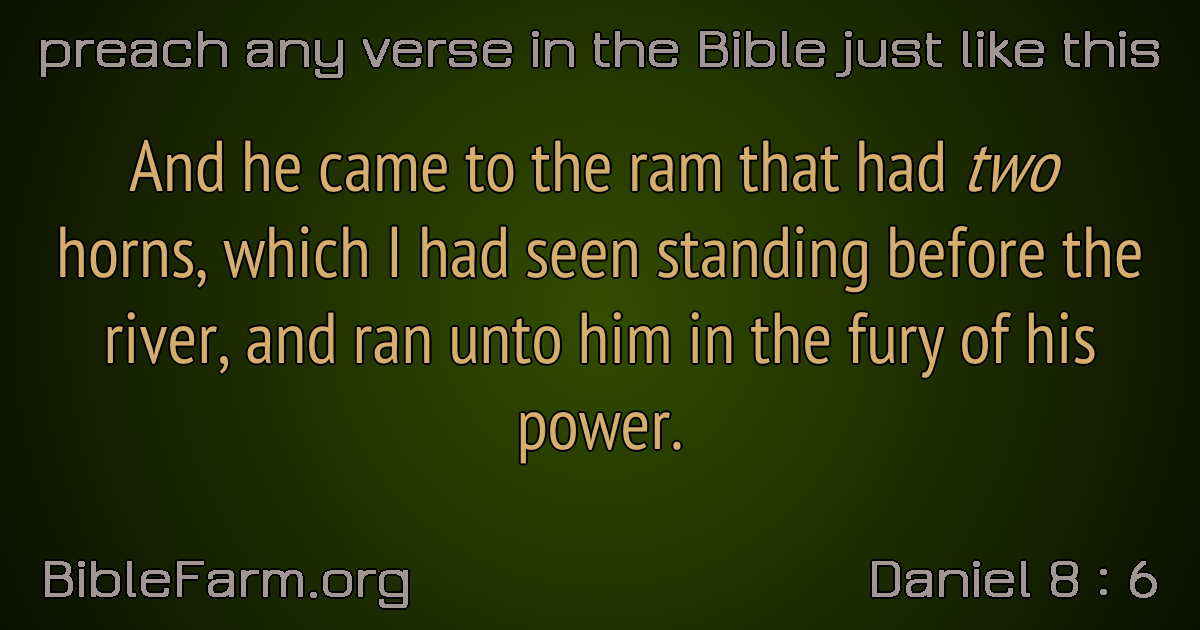 preach any verse in the Bible just like this
And he came to the ram that had two
horns, which I had seen standing before the
river, and ran unto him in the fury of his
power.
BibleFarm.org
Daniel 8 : 6